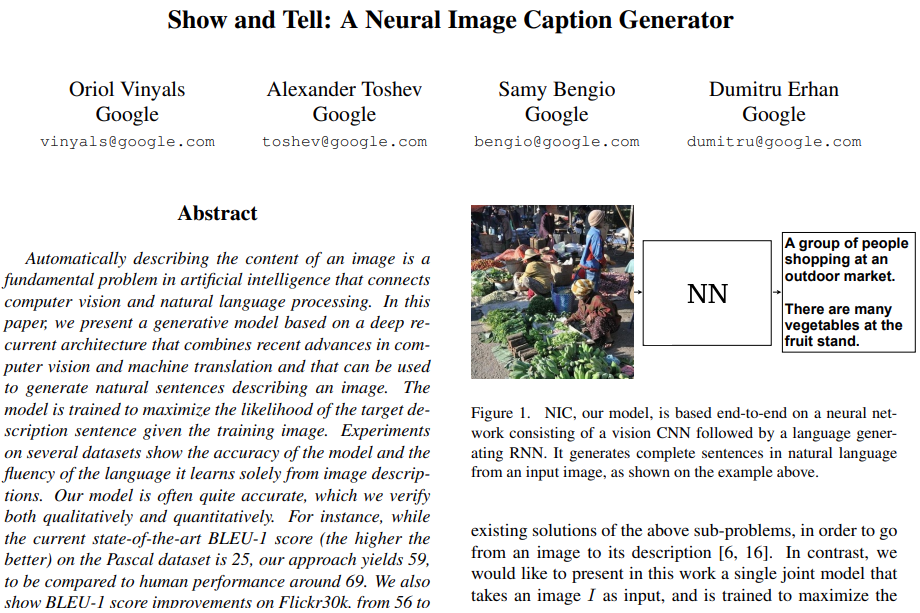 Show and Tell: A Neural Image Caption Generator
Oriol Vinyals
Google
vinyals@google.com
Alexander Toshev
Google
toshev@google.com
Samy Bengio
Google
bengio@google.com
Dumitru Erhan
Google
dumitru@google.com
Abstract
Automatically describing the content of an image is a
fundamental problem in artificial intelligence that connects
computer vision and natural language processing. In this
paper, we present a generative model based on a deep re-
current architecture that combines recent advances in com-
puter vision and machine translation and that can be used
to generate natural sentences describing an image. The
model is trained to maximize the likelihood of the target de-
scription sentence given the training image. Experiments
on several datasets show the accuracy of the model and the
fluency of the language it learns solely from image descrip-
tions. Our model is often quite accurate, which we verify
both qualitatively and quantitatively. For instance, while
the current state-of-the-art BLEU-1 score (the higher the
better) on the Pascal dataset is 25, our approach yields 59,
to be compared to human performance around 69. We also
show BLEU-1 score improvements on Flickr30k, from 56 to
NN
A group of people
shopping at an
outdoor market.
There are many
vegetables at the
fruit stand.
Figure 1. NIC, our model, is based end-to-end on a neural net-
work consisting of a vision CNN followed by a language gener-
ating RNN. It generates complete sentences in natural language
from an input image, as shown on the example above.
existing solutions of the above sub-problems, in order to go
from an image to its description [6, 16]. In contrast, we
would like to present in this work a single joint model that
takes an image I as input, and is trained to maximize the